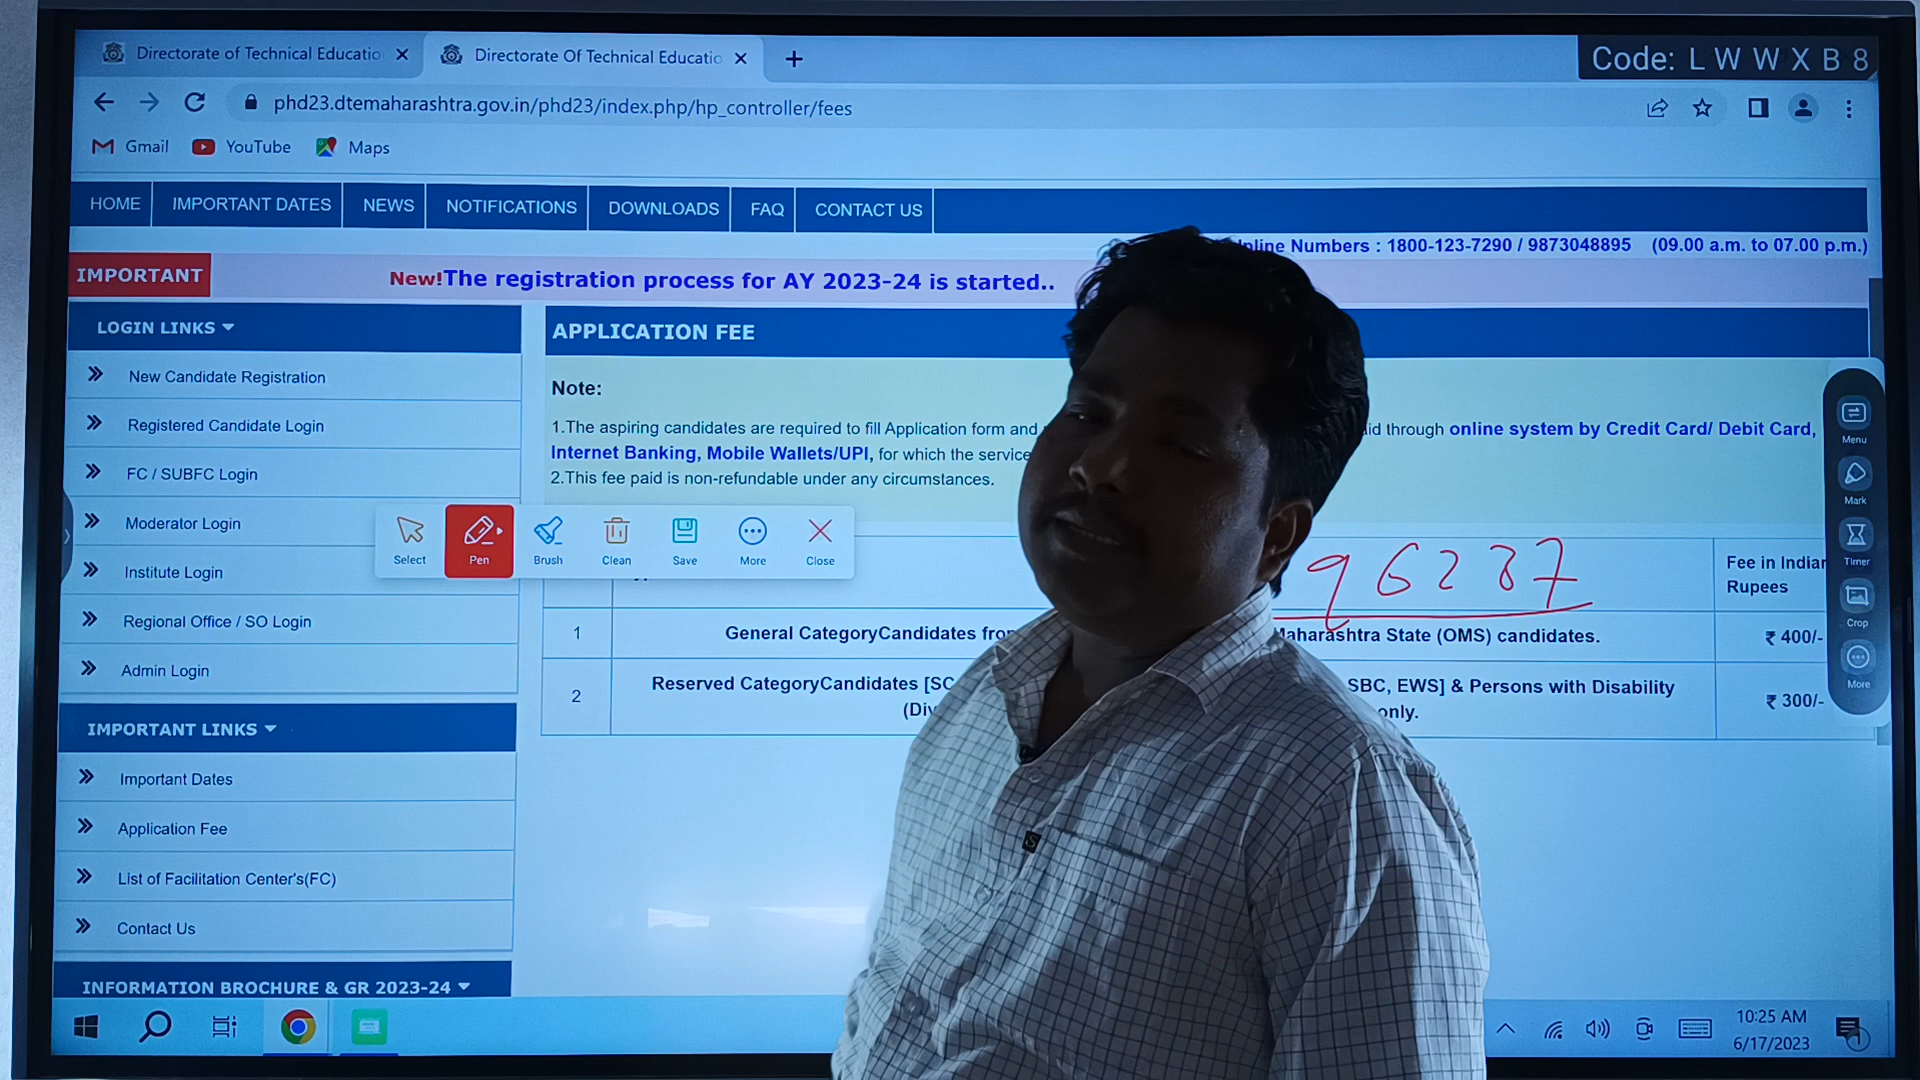 Directorate of Technical Educatio
Directorate Of Technical Educatio
Code: L W W X B 8
phd23.dtemaharashtra.gov.in/phd23/index.php/hp_controller/fees
Gmail
YouTube
Maps
HOME
IMPORTANT DATES
NEWS
NOTIFICATIONS
DOWNLOADS
FAQ
CONTACT US
Numbers : 1800-123-7290 / 9873048895 (09.00 a.m. to 07.00 p.m.)
IMPORTANT
New!The registration process for AY 2023-24 is started..
LOGIN LINKS
New Candidate Registration
Registered Candidate Login
FC / SUBFC Login
Moderator Login
Institute Login
Regional Office / SO Login
Admin Login
IMPORTANT LINKS
Important Dates
Application Fee
List of Facilitation Center's(FC)
Contact Us
INFORMATION BROCHURE & GR 2023-24
APPLICATION FEE
Note:
1.The aspiring candidates are required to fill Application form and through online system by Credit Card/ Debit Card,
Internet Banking, Mobile Wallets/UPI, for which the service
2.This fee paid is non-refundable under any circumstances.
Select
Pen
Brush
Clean
Save
More
Close
96237
Fee in Indian
Rupees
1 General CategoryCandidates Maharashtra State (OMS) candidates. ₹ 400/-
2 Reserved CategoryCandidates [SC SBC, EWS] & Persons with Disability
only. ₹ 300/-
Menu
Mark
Timer
Crop
More
10:25 AM
6/17/2023
1